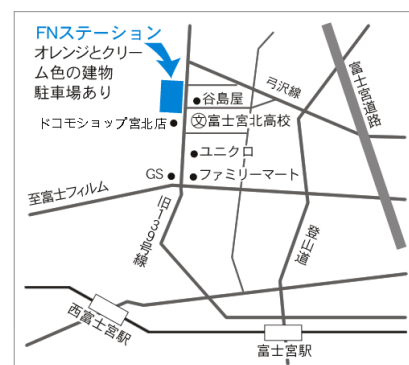 FNステーション
オレンジとクリー
ム色の建物
駐車場あり
谷島屋
弓沢線
富士宮道路
ドコモショップ宮北店
文富士宮北高校
ユニクロ
GS
ファミリーマート
至富士フィルム
旧139号線
登山道
西富士宮駅
富士宮駅